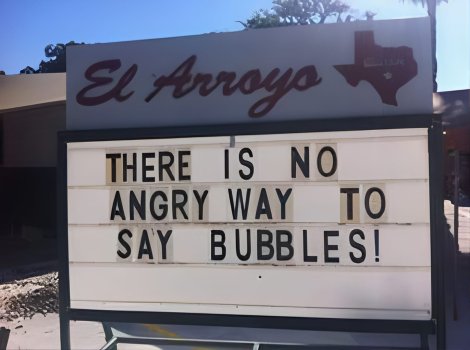 El Arroyo
THERE IS NO
ANGRY WAY TO
SAY BUBBLES!